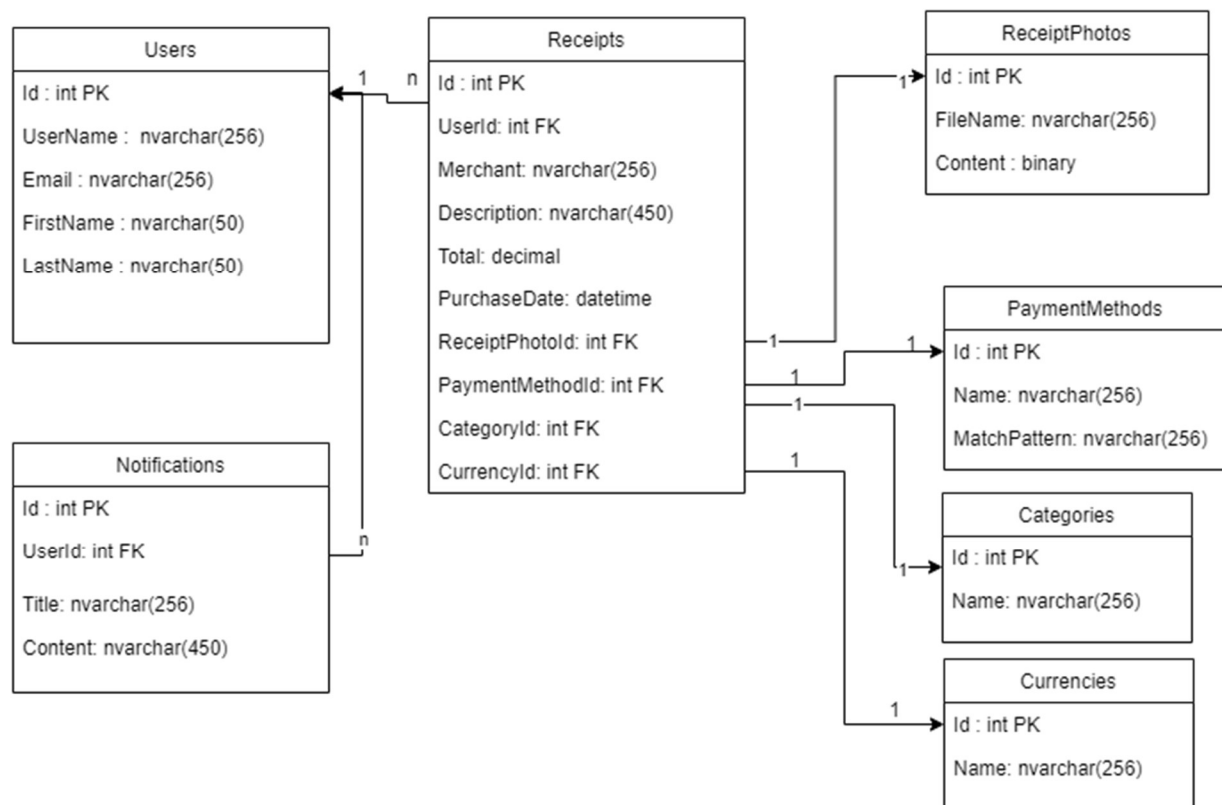 Users
Id : int PK
UserName :  nvarchar(256)
Email : nvarchar(256)
FirstName : nvarchar(50)
LastName : nvarchar(50)
1
n
Receipts
Id : int PK
UserId: int FK
Merchant: nvarchar(256)
Description: nvarchar(450)
Total: decimal
PurchaseDate: datetime
ReceiptPhotoId: int FK
PaymentMethodId: int FK
CategoryId: int FK
CurrencyId: int FK
1
1
1
1
ReceiptPhotos
1
Id : int PK
FileName: nvarchar(256)
Content : binary
PaymentMethods
1
Id : int PK
Name: nvarchar(256)
MatchPattern: nvarchar(256)
Categories
1
Id : int PK
Name: nvarchar(256)
Currencies
1
Id : int PK
Name: nvarchar(256)
Notifications
Id : int PK
UserId: int FK
n
Title: nvarchar(256)
Content: nvarchar(450)